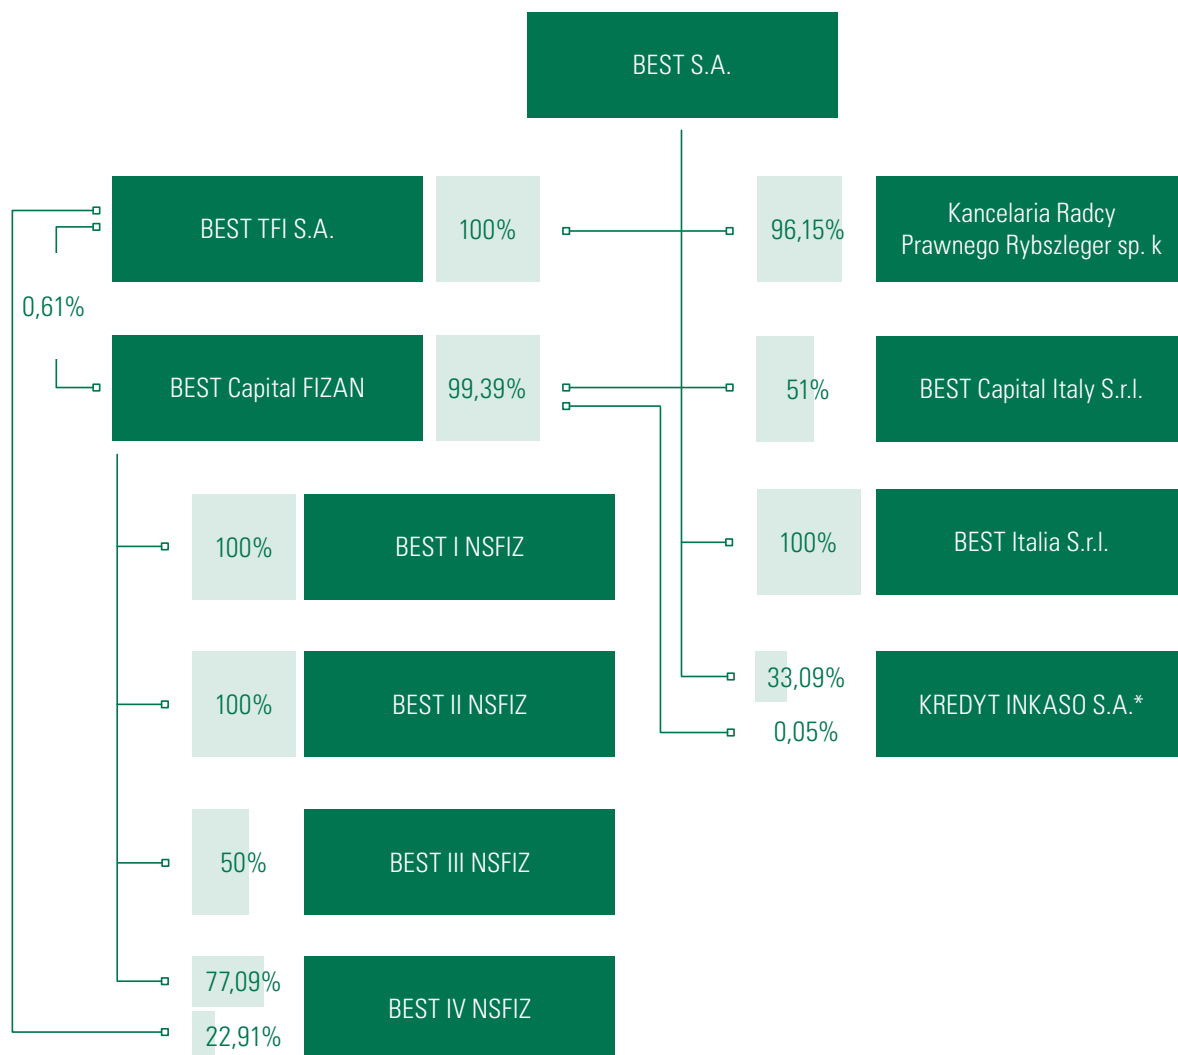 BEST S.A.
BEST TFI S.A.
100%
96,15%
Kancelaria Radcy
Prawnego Rybszleger sp. k
0,61%
BEST Capital FIZAN
99,39%
51%
BEST Capital Italy S.r.l.
100%
BEST I NSFIZ
100%
BEST Italia S.r.l.
100%
BEST II NSFIZ
33,09%
0,05%
KREDYT INKASO S.A.*
50%
BEST III NSFIZ
77,09%
22,91%
BEST IV NSFIZ